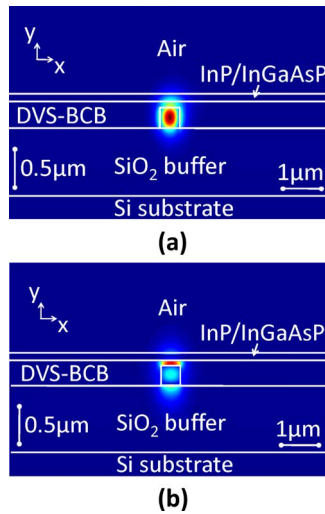 y
Air
x
InP/InGaAsP
DVS-BCB
0.5μm
SiO₂ buffer
1μm
Si substrate
(a)
y
Air
x
InP/InGaAsP
DVS-BCB
0.5μm
SiO₂ buffer
1μm
Si substrate
(b)